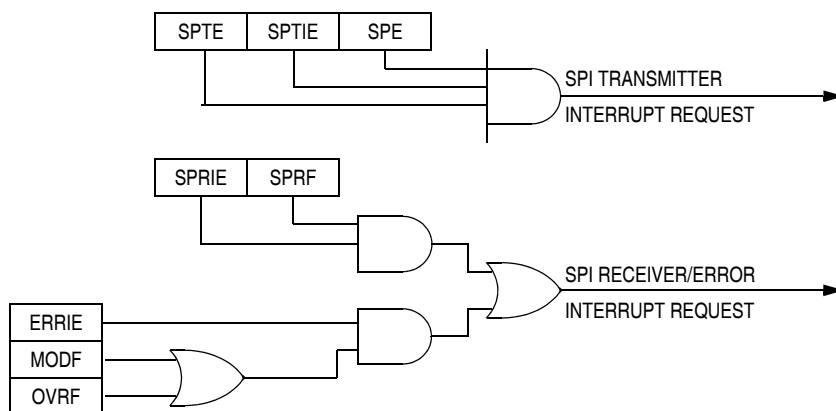 SPTE SPTIE SPE
SPI TRANSMITTER
INTERRUPT REQUEST
SPRIE SPRF
SPI RECEIVER/ERROR
INTERRUPT REQUEST
ERRIE
MODF
OVRF